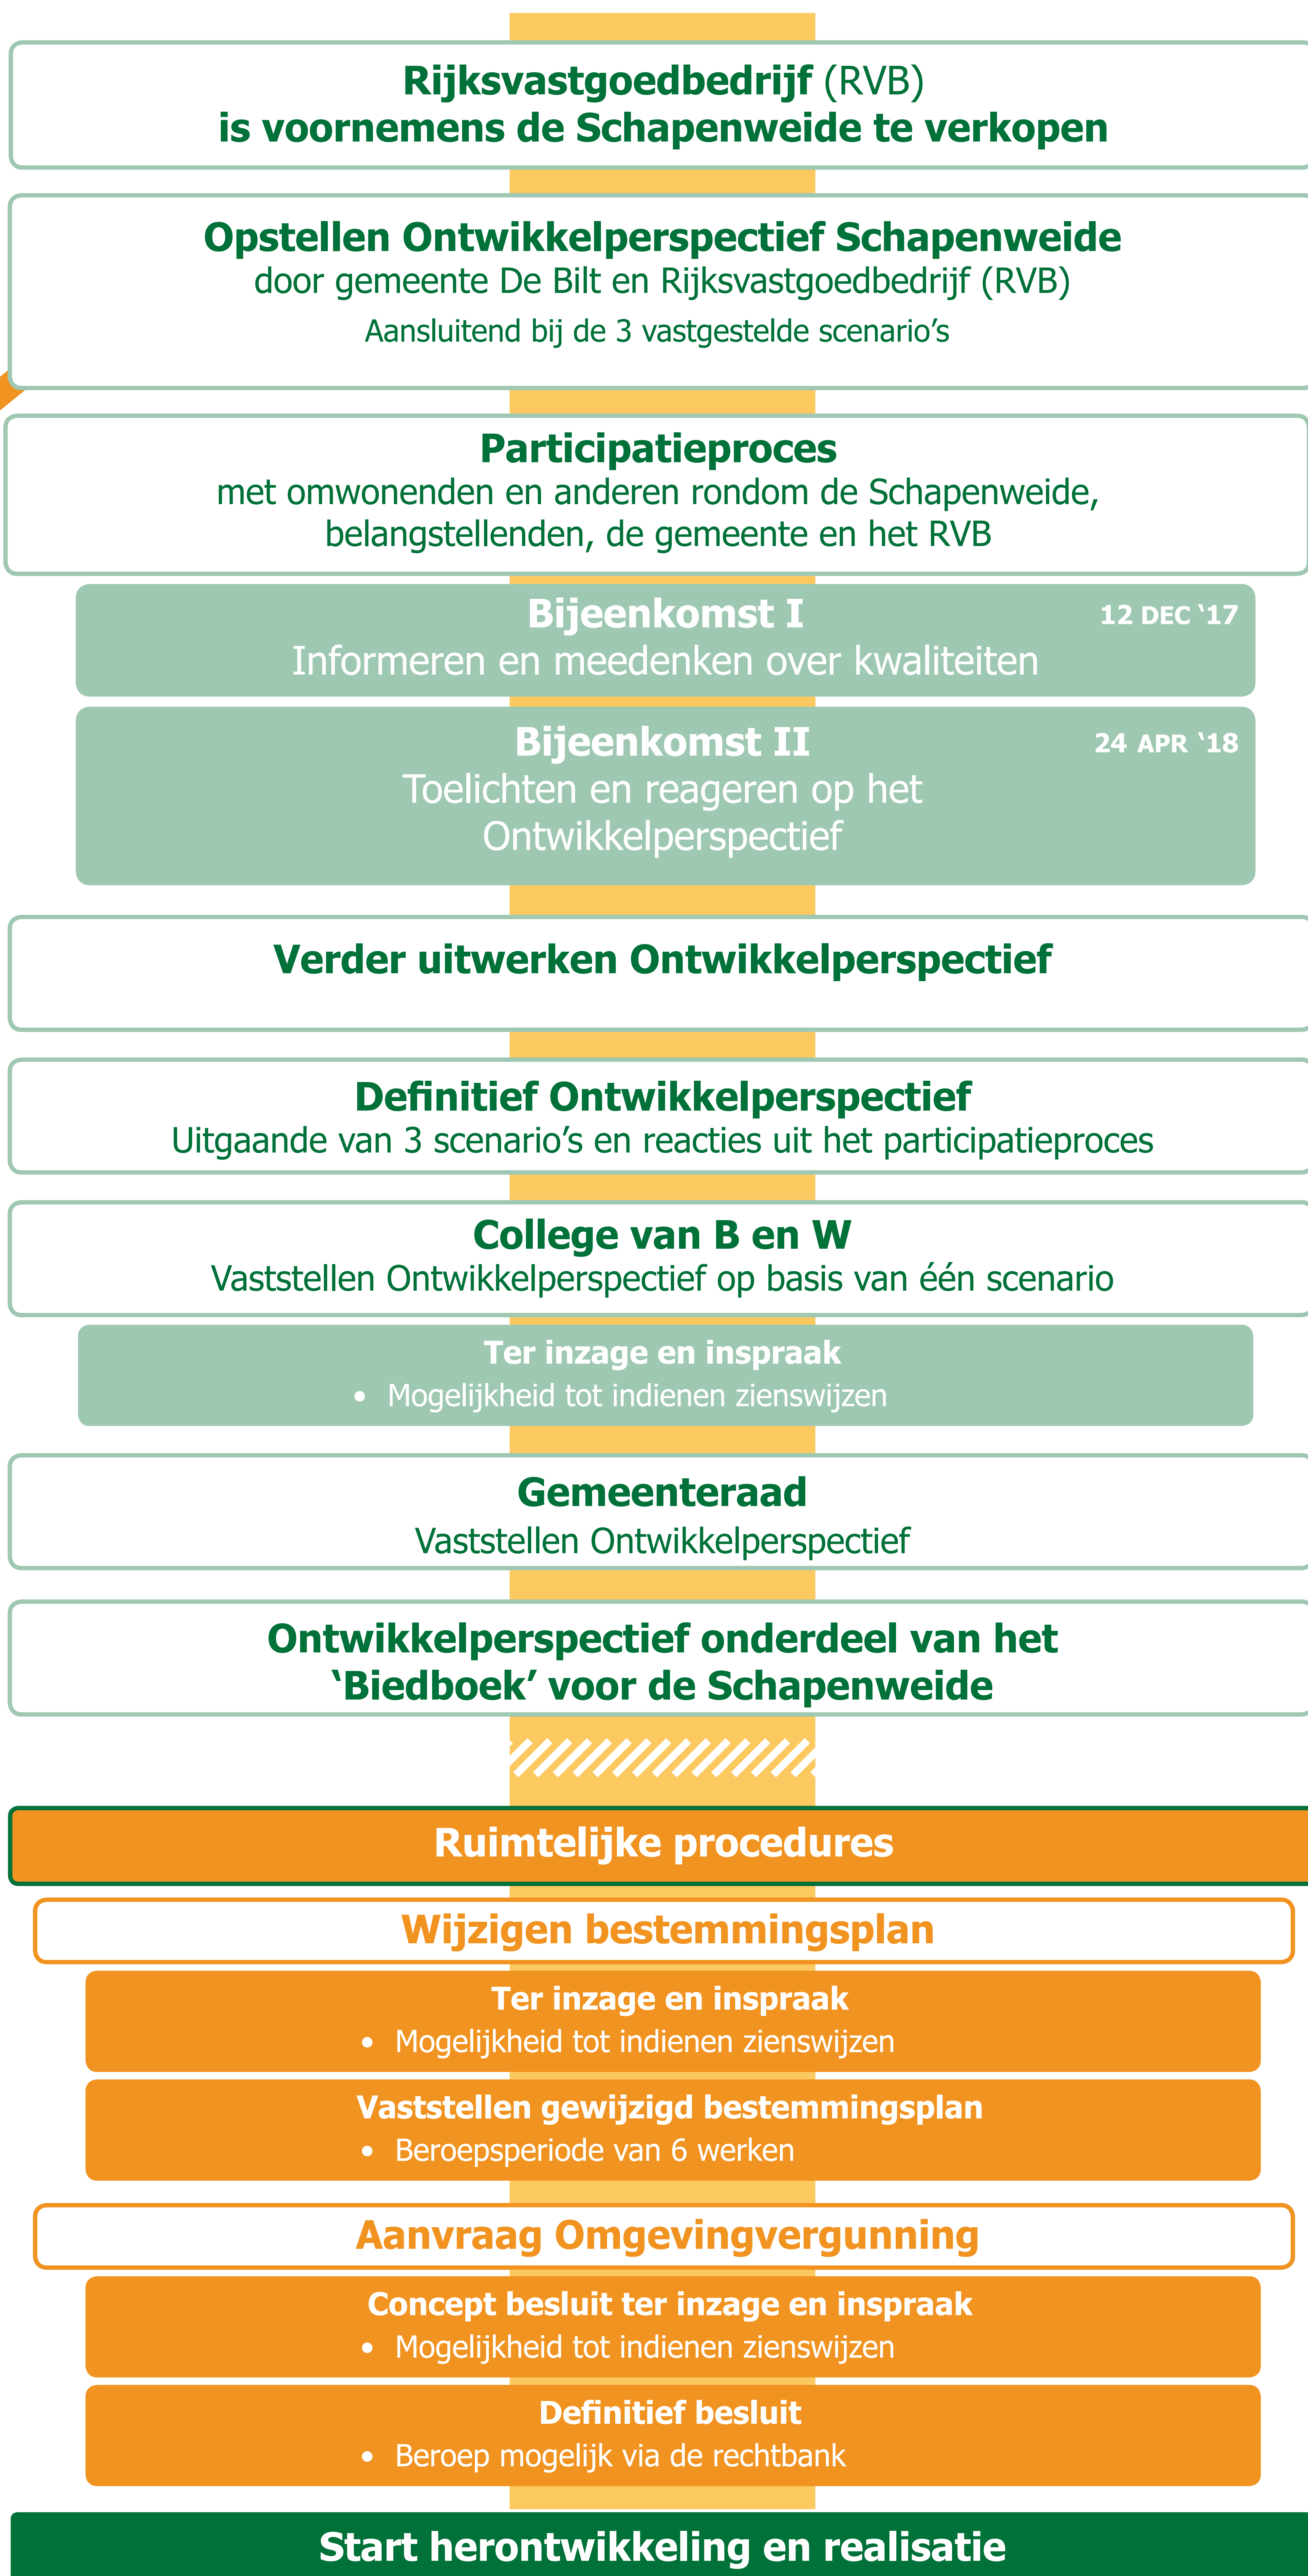 Rijksvastgoedbedrijf (RVB)
is voornemens de Schapenweide te verkopen
Opstellen Ontwikkelperspectief Schapenweide
door gemeente De Bilt en Rijksvastgoedbedrijf (RVB)
Aansluitend bij de 3 vastgestelde scenario’s
Participatieproces
met omwonenden en anderen rondom de Schapenweide,
belangstellenden, de gemeente en het RVB
Bijeenkomst I 12 DEC ‘17
Informeren en meedenken over kwaliteiten
Bijeenkomst II 24 APR ‘18
Toelichten en reageren op het
Ontwikkelperspectief
Verder uitwerken Ontwikkelperspectief
Definitief Ontwikkelperspectief
Uitgaande van 3 scenario’s en reacties uit het participatieproces
College van B en W
Vaststellen Ontwikkelperspectief op basis van één scenario
Ter inzage en inspraak
• Mogelijkheid tot indienen zienswijzen
Gemeenteraad
Vaststellen Ontwikkelperspectief
Ontwikkelperspectief onderdeel van het
‘Biedboek’ voor de Schapenweide
Ruimtelijke procedures
Wijzigen bestemmingsplan
Ter inzage en inspraak
• Mogelijkheid tot indienen zienswijzen
Vaststellen gewijzigd bestemmingsplan
• Beroepsperiode van 6 werken
Aanvraag Omgevingvergunning
Concept besluit ter inzage en inspraak
• Mogelijkheid tot indienen zienswijzen
Definitief besluit
• Beroep mogelijk via de rechtbank
Start herontwikkeling en realisatie